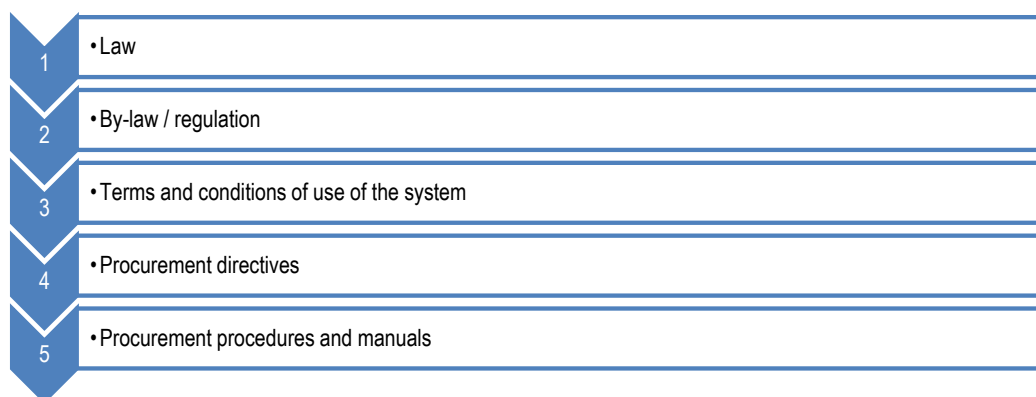 1
•Law
2
•By-law / regulation
3
•Terms and conditions of use of the system
4
•Procurement directives
5
•Procurement procedures and manuals